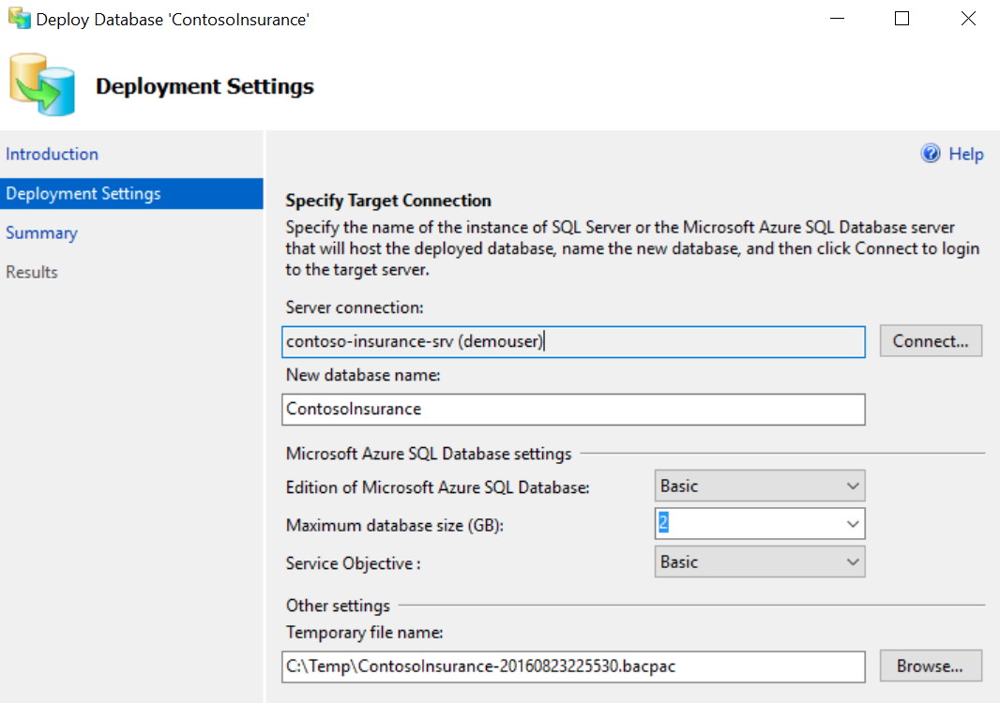 Deploy Database 'ContosoInsurance'
Deployment Settings
Introduction
Deployment Settings
Summary
Results
Help
Specify Target Connection
Specify the name of the instance of SQL Server or the Microsoft Azure SQL Database server
that will host the deployed database, name the new database, and then click Connect to login
to the target server.
Server connection:
contoso-insurance-srv (demouser)
Connect...
New database name:
ContosoInsurance
Microsoft Azure SQL Database settings
Edition of Microsoft Azure SQL Database:
Basic
Maximum database size (GB):
2
Service Objective :
Basic
Other settings
Temporary file name:
C:\Temp\ContosoInsurance-20160823225530.bacpac
Browse...